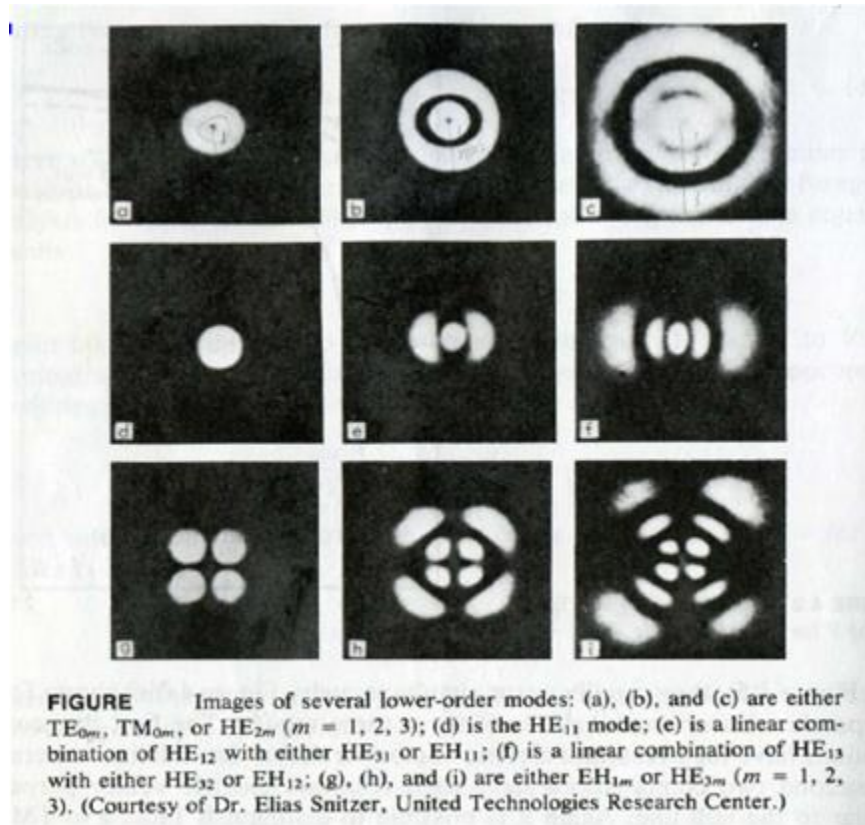 a
b
c
d
e
f
g
h
i
FIGURE Images of several lower-order modes: (a), (b), and (c) are either
TE₀ₘ, TM₀ₘ, or HE₂ₘ (m = 1, 2, 3); (d) is the HE₁₁ mode; (e) is a linear com-
bination of HE₁₂ with either HE₃₁ or EH₁₁; (f) is a linear combination of HE₁₃
with either HE₃₂ or EH₁₂; (g), (h), and (i) are either EH₁ₘ or HE₃ₘ (m = 1, 2,
3). (Courtesy of Dr. Elias Snitzer, United Technologies Research Center.)